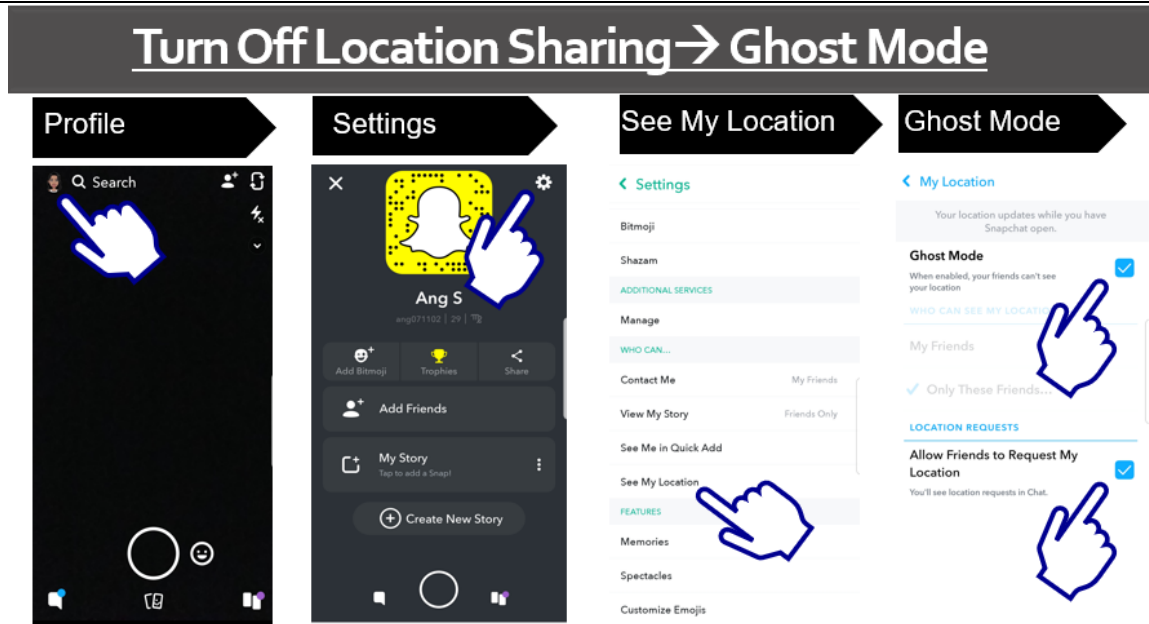 Turn Off Location Sharing→ Ghost Mode
Profile
Search
Settings
Ang S
ang071102 | 29 |
Add Bitmoji
Trophies
Share
Add Friends
My Story
Tap to add a Snap!
Create New Story
See My Location
Settings
Bitmoji
Shazam
ADDITIONAL SERVICES
Manage
WHO CAN...
Contact Me My Friends
View My Story Friends Only
See Me in Quick Add
See My Location
FEATURES
Memories
Spectacles
Customize Emojis
Ghost Mode
My Location
Your location updates while you have
Snapchat open.
Ghost Mode
When enabled, your friends can't see
your location
WHO CAN SEE MY LOCATION
My Friends
Only These Friends...
LOCATION REQUESTS
Allow Friends to Request My
Location
You'll see location requests in Chat.